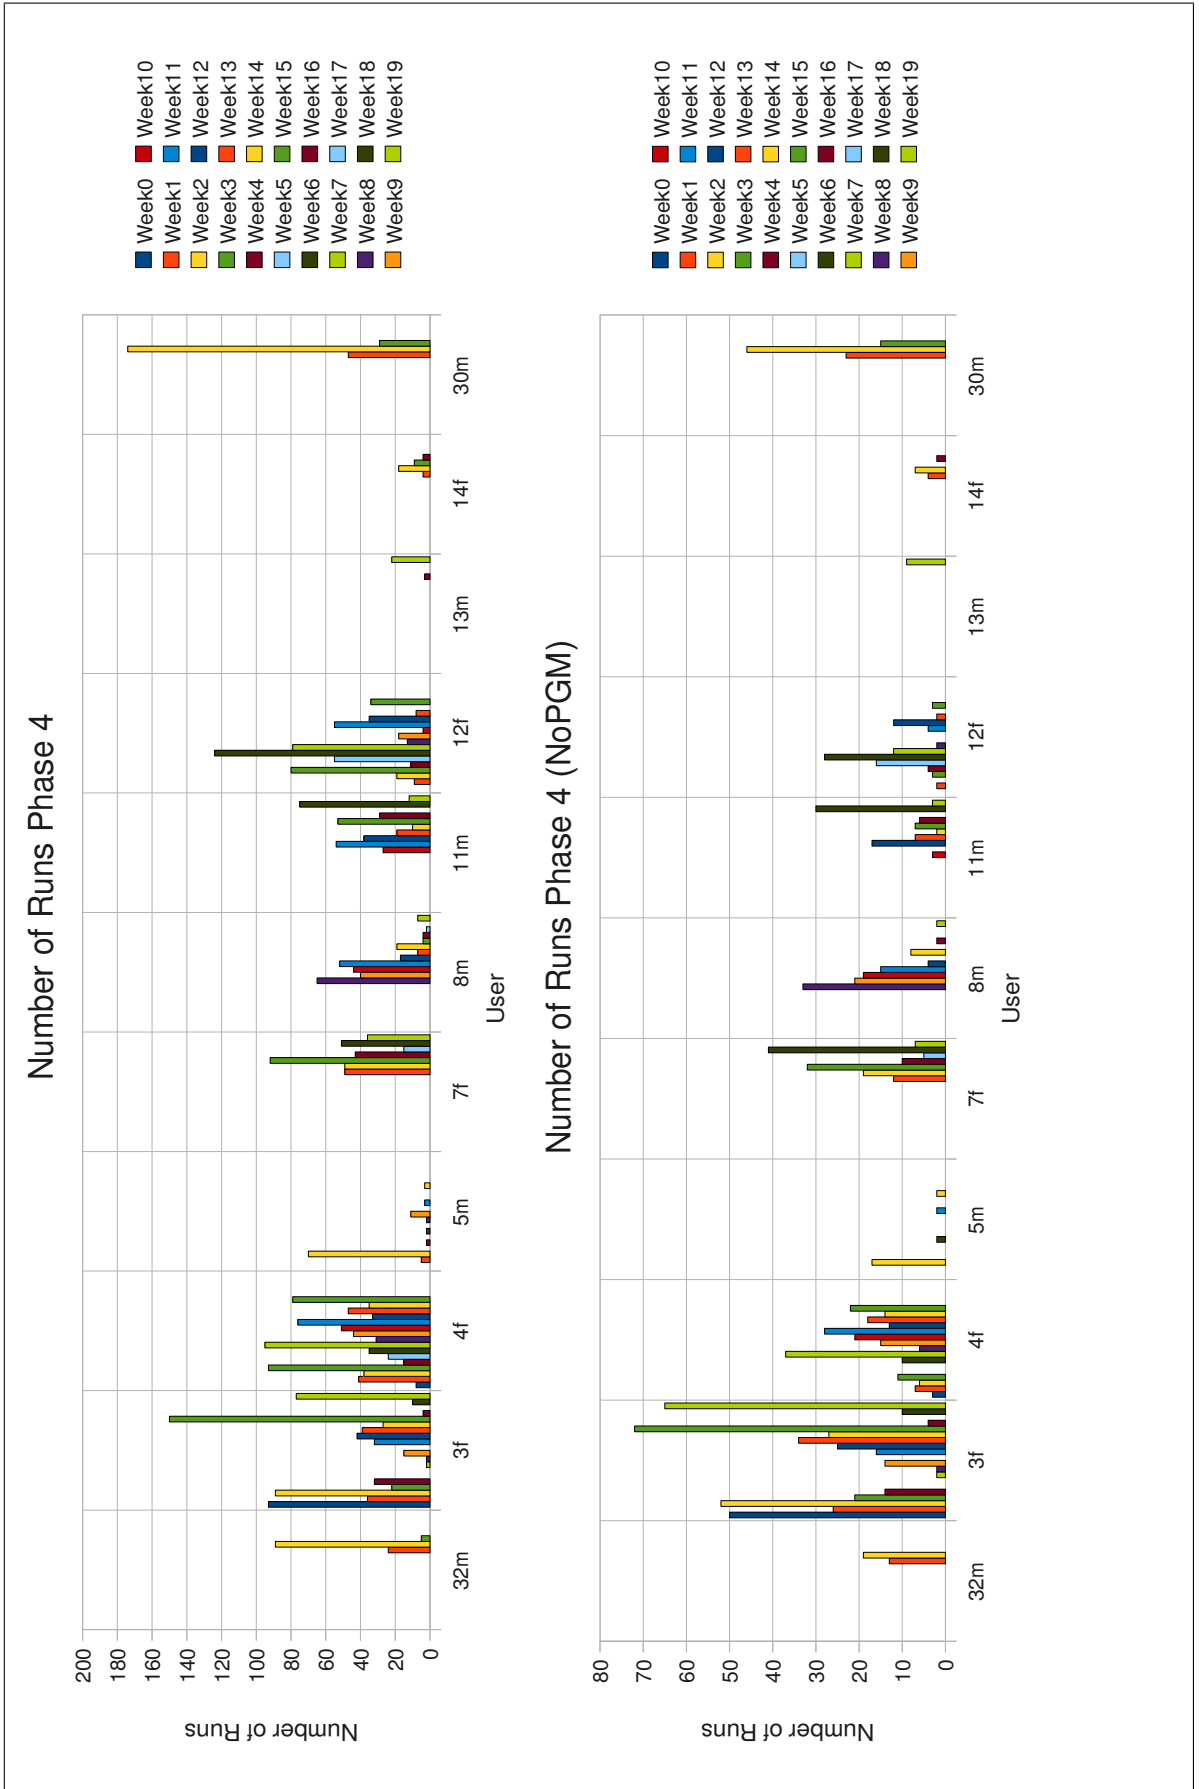 Number of Runs Phase 4
Number of Runs
200
180
160
140
120
100
80
60
40
20
0
32m 3f 4f 5m 7f 8m 11m 12f 13m 14f 30m
User
Week0 Week10
Week1 Week11
Week2 Week12
Week3 Week13
Week4 Week14
Week5 Week15
Week6 Week16
Week7 Week17
Week8 Week18
Week9 Week19
Number of Runs Phase 4 (NoPGM)
Number of Runs
80
70
60
50
40
30
20
10
0
32m 3f 4f 5m 7f 8m 11m 12f 13m 14f 30m
User
Week0 Week10
Week1 Week11
Week2 Week12
Week3 Week13
Week4 Week14
Week5 Week15
Week6 Week16
Week7 Week17
Week8 Week18
Week9 Week19